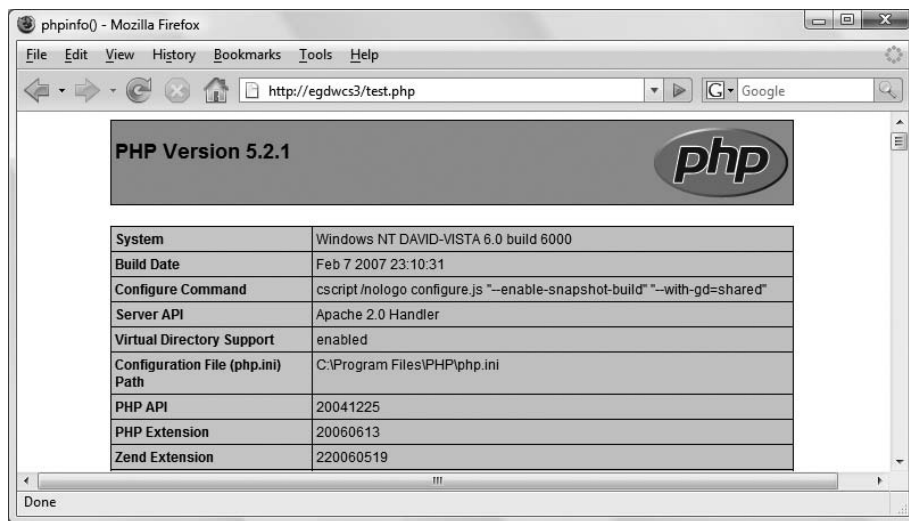 phpinfo() - Mozilla Firefox
File Edit View History Bookmarks Tools Help
http://egdwcs3/test.php
G Google
PHP Version 5.2.1
php
System Windows NT DAVID-VISTA 6.0 build 6000
Build Date Feb 7 2007 23:10:31
Configure Command cscript /nologo configure.js "--enable-snapshot-build" "--with-gd=shared"
Server API Apache 2.0 Handler
Virtual Directory Support enabled
Configuration File (php.ini) C:\Program Files\PHP\php.ini
Path
PHP API 20041225
PHP Extension 20060613
Zend Extension 220060519
Done